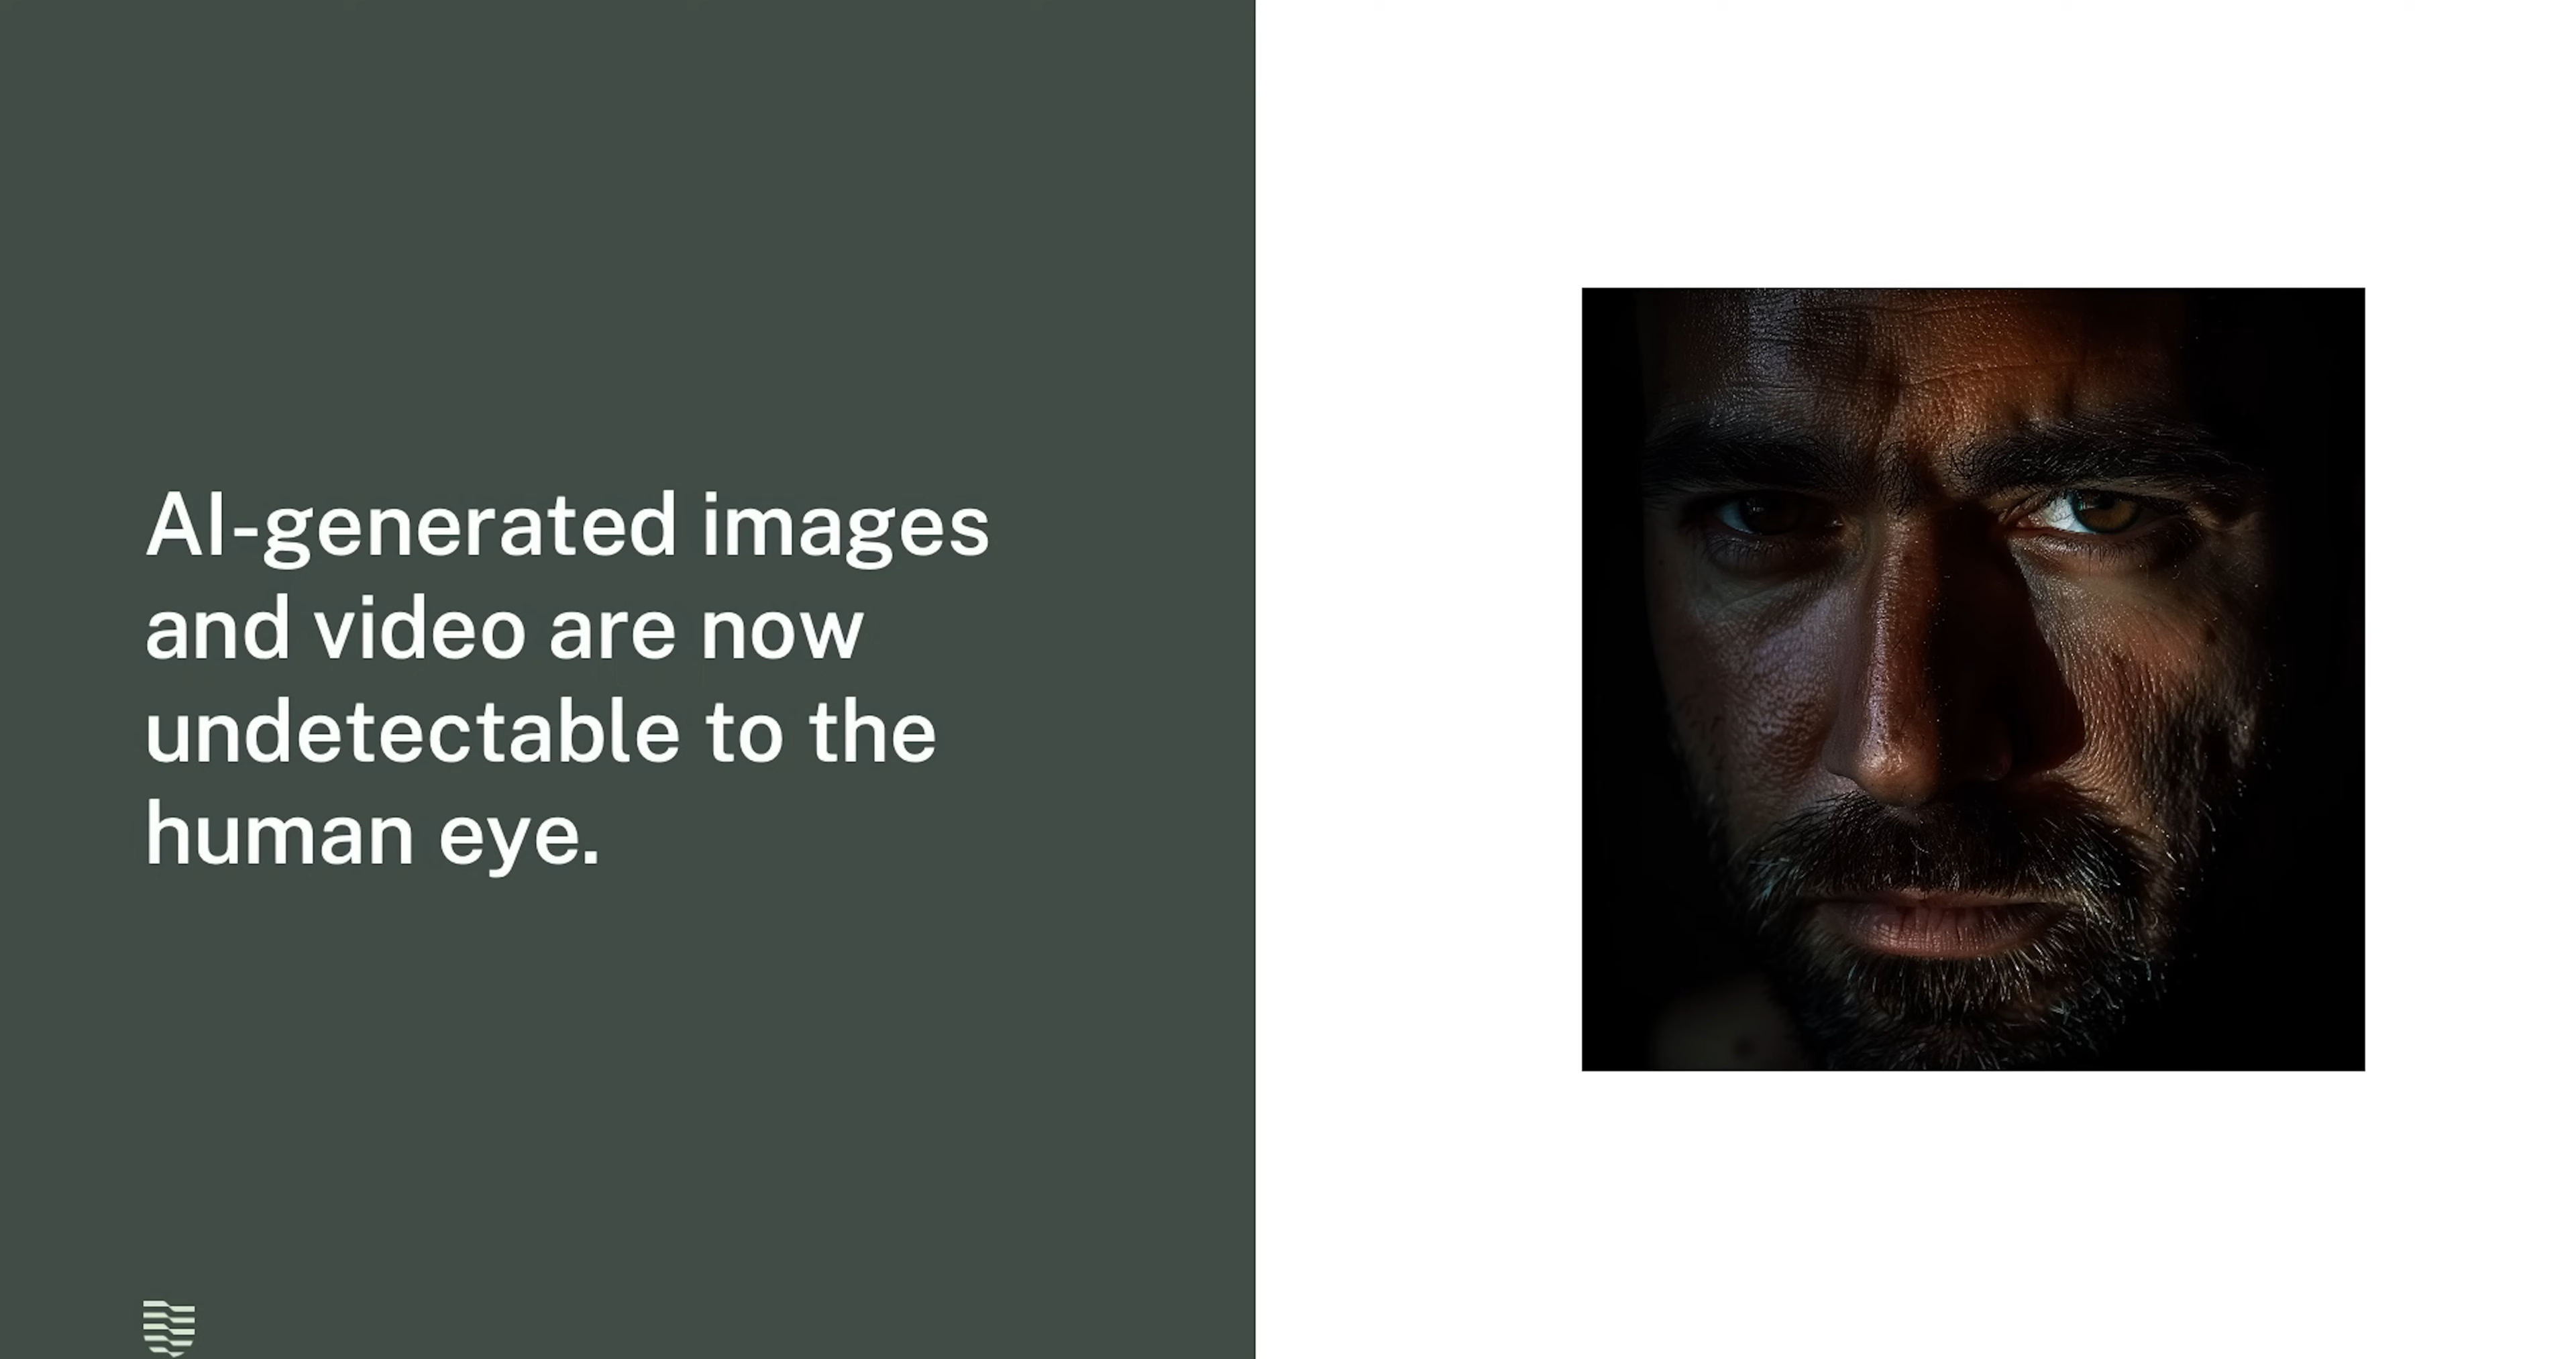 AI-generated images
and video are now
undetectable to the
human eye.